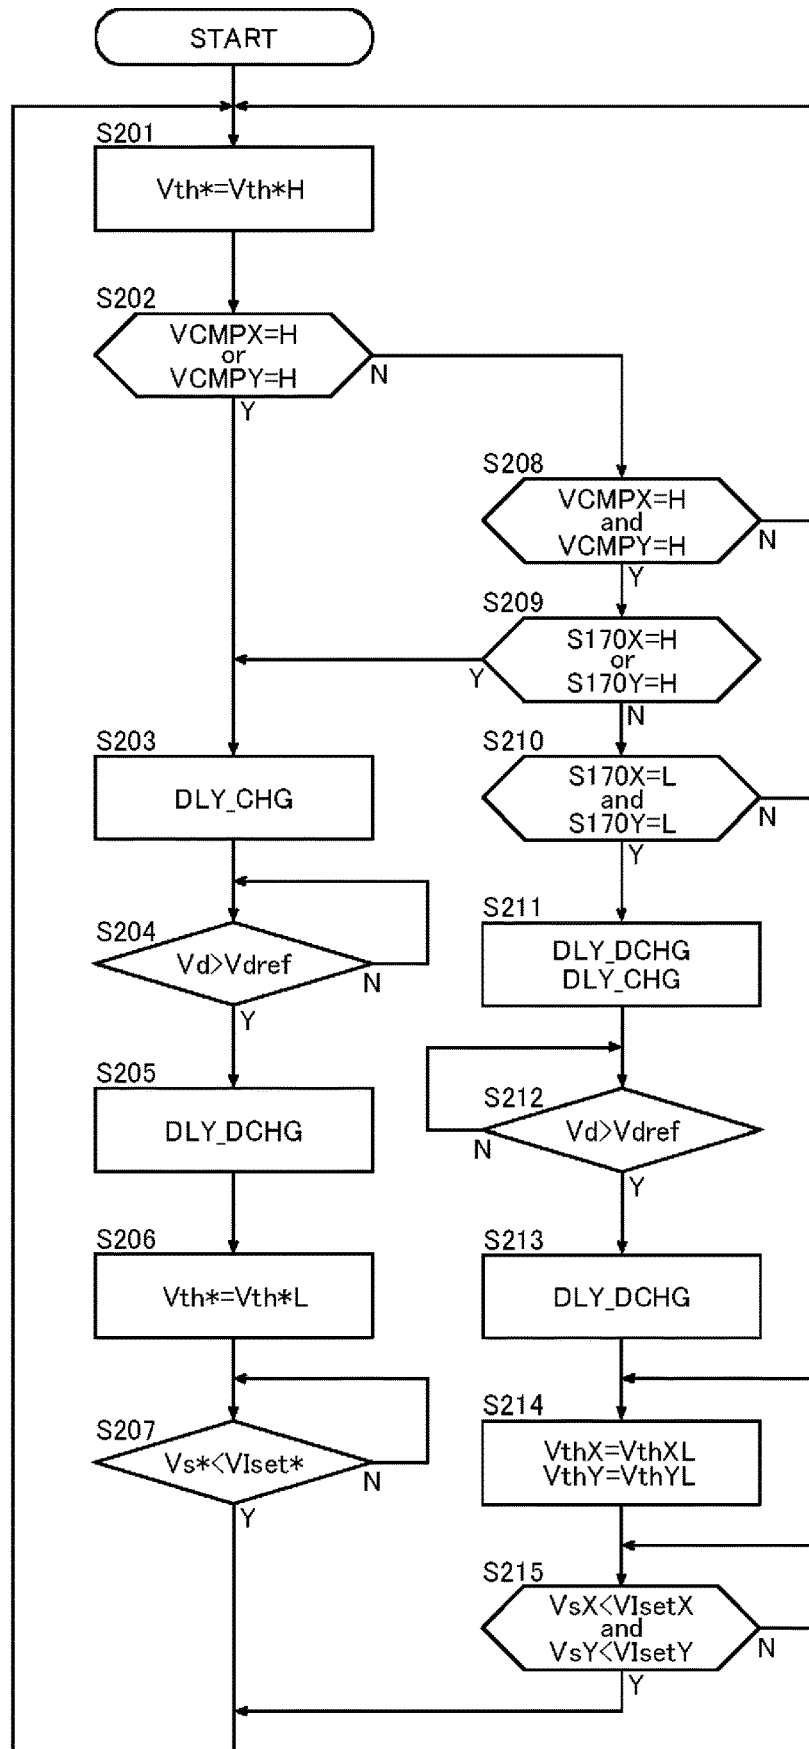 START
S201
Vth*=Vth*H
S202
VCMPX=H
or
VCMPY=H
N
Y
S208
VCMPX=H
and
VCMPY=H
N
Y
S209
S170X=H
or
S170Y=H
Y
N
S203
DLY_CHG
S210
S170X=L
and
S170Y=L
N
Y
S204
Vd>Vdref
N
Y
S211
DLY_DCHG
DLY_CHG
S205
DLY_DCHG
S212
Vd>Vdref
N
Y
S206
Vth*=Vth*L
S213
DLY_DCHG
S207
Vs*<VIset*
N
Y
S214
VthX=VthXL
VthY=VthYL
S215
VsX<VIsetX
and
VsY<VIsetY
N
Y